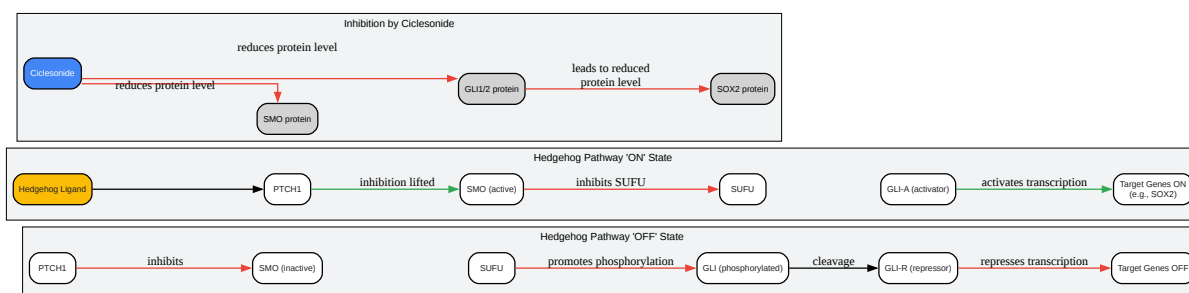 Inhibition by Ciclesonide
reduces protein level
Ciclesonide
reduces protein level
GLI1/2 protein
leads to reduced
protein level
SOX2 protein
SMO protein
Hedgehog Pathway 'ON' State
Hedgehog Ligand
PTCH1
inhibition lifted
SMO (active)
inhibits SUFU
SUFU
GLI-A (activator)
activates transcription
Target Genes ON
(e.g., SOX2)
Hedgehog Pathway 'OFF' State
PTCH1
inhibits
SMO (inactive)
SUFU
promotes phosphorylation
GLI (phosphorylated)
cleavage
GLI-R (repressor)
represses transcription
Target Genes OFF